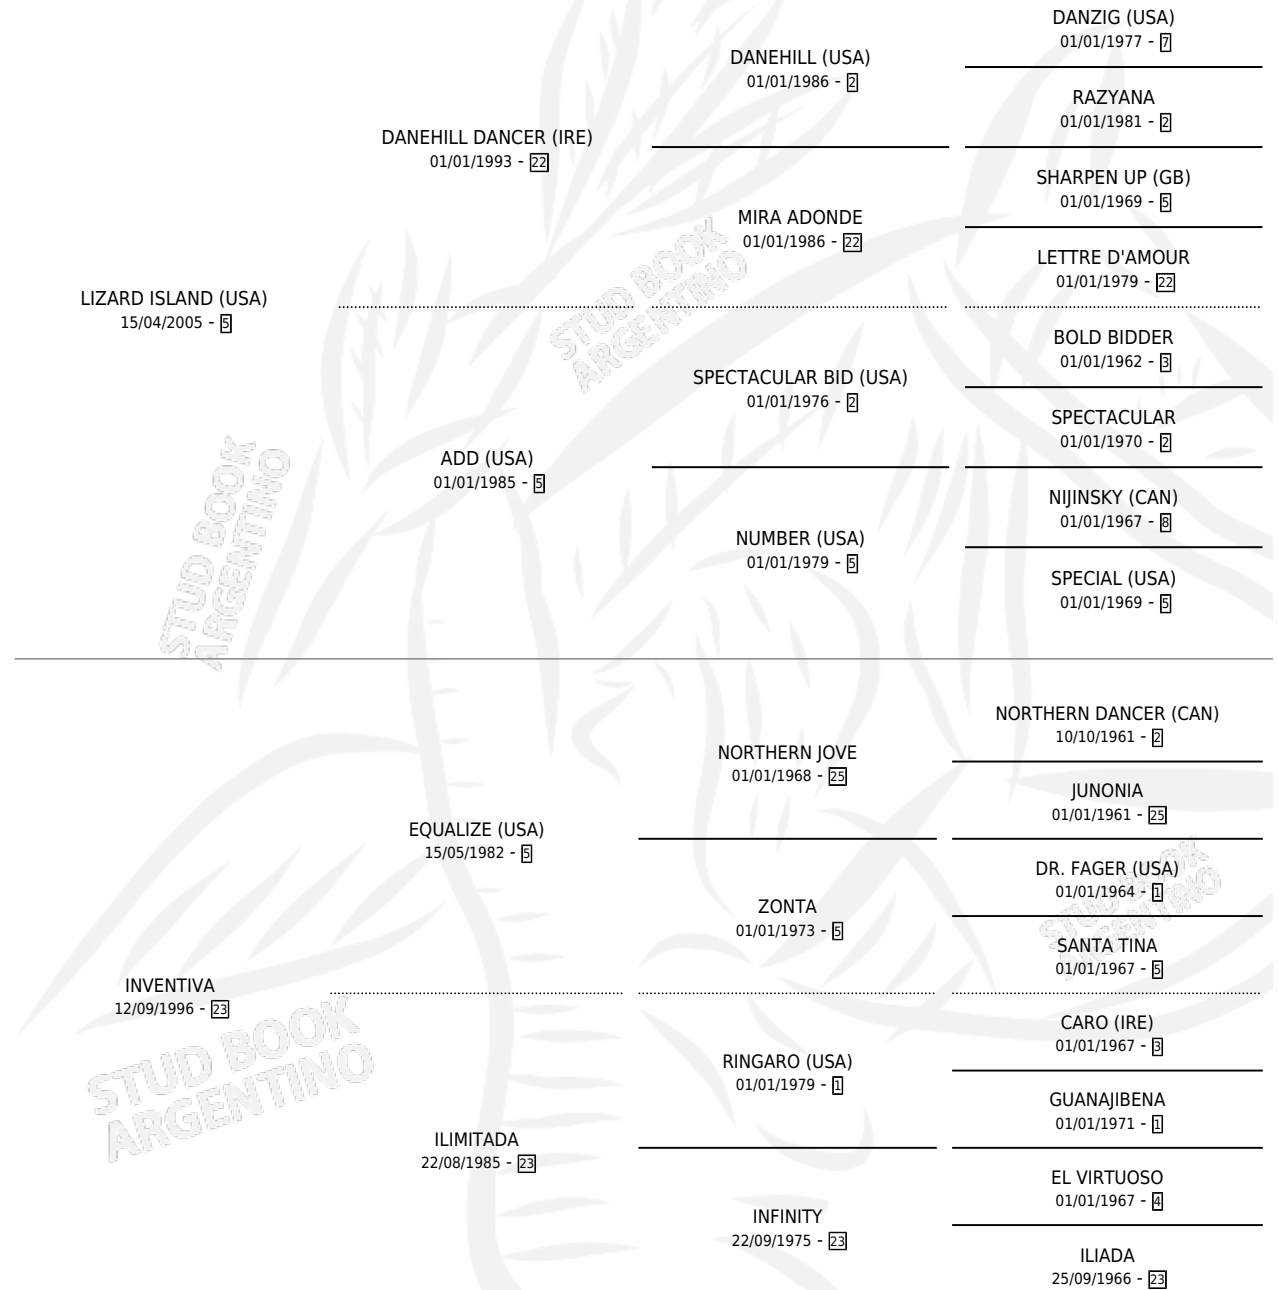 DANZIG (USA)
01/01/1977 - 7
DANEHILL (USA)
01/01/1986 - 2
RAZYANA
01/01/1981 - 2
DANEHILL DANCER (IRE)
01/01/1993 - 22
SHARPEN UP (GB)
01/01/1969 - 5
MIRA ADONDE
01/01/1986 - 22
LETTRE D'AMOUR
01/01/1979 - 22
LIZARD ISLAND (USA)
15/04/2005 - 5
BOLD BIDDER
01/01/1962 - 3
SPECTACULAR BID (USA)
01/01/1976 - 2
SPECTACULAR
01/01/1970 - 2
ADD (USA)
01/01/1985 - 5
NIJINSKY (CAN)
01/01/1967 - 8
NUMBER (USA)
01/01/1979 - 5
SPECIAL (USA)
01/01/1969 - 5
NORTHERN DANCER (CAN)
10/10/1961 - 2
NORTHERN JOVE
01/01/1968 - 25
JUNONIA
01/01/1961 - 25
EQUALIZE (USA)
15/05/1982 - 5
DR. FAGER (USA)
01/01/1964 - 1
ZONTA
01/01/1973 - 5
SANTA TINA
01/01/1967 - 5
INVENTIVA
12/09/1996 - 23
CARO (IRE)
01/01/1967 - 3
RINGARO (USA)
01/01/1979 - 1
GUANAJIBENA
01/01/1971 - 1
ILIMITADA
22/08/1985 - 23
EL VIRTUOSO
01/01/1967 - 4
INFINITY
22/09/1975 - 23
ILIADA
25/09/1966 - 23
STUD BOOK
ARGENTINO
STUD BOOK
ARGENTINO
STUD BOOK
ARGENTINO
STUD BOOK
ARGENTINO